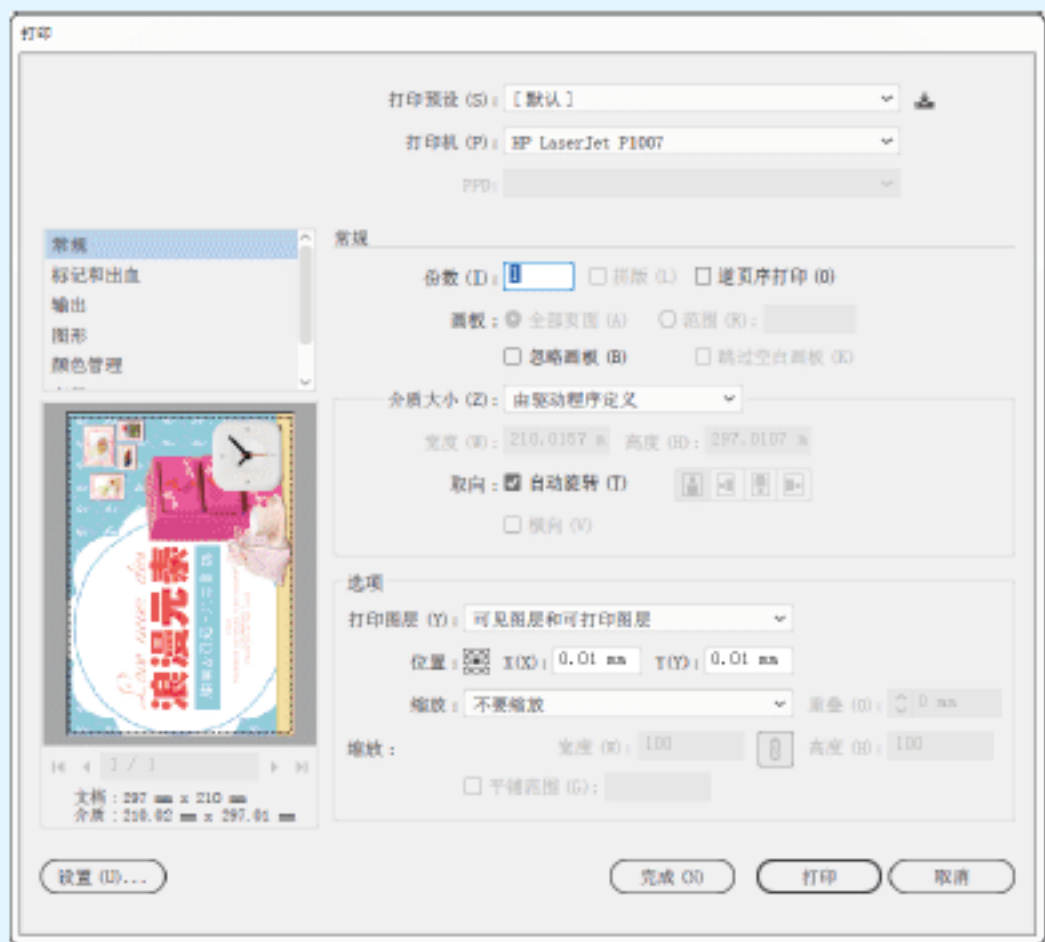 打印
打印预设 (S): [默认]
打印机 (P): HP LaserJet P1007
PPD:
常规
标记和出血
输出
图形
颜色管理
常规
份数 (I): 1 拼版 (L) 逆页序打印 (O)
画板: 全部页面 (A) 范围 (R):
忽略画板 (B) 跳过空白画板 (K)
介质大小 (Z): 由驱动程序定义
宽度 (W): 210.0157 m 高度 (H): 297.0107 m
取向: 自动旋转 (T)
横向 (V)
选项
打印图层 (Y): 可见图层和可打印图层
位置: X(X): 0.01 mm Y(Y): 0.01 mm
缩放: 不要缩放 重叠 (O): 0 mm
缩放: 宽度 (W): 100 高度 (H): 100
平铺范围 (G):
浪漫元素
1 / 1
文档: 297 mm x 210 mm
介质: 210.02 mm x 297.01 mm
设置 (U)... 完成 (N) 打印 取消